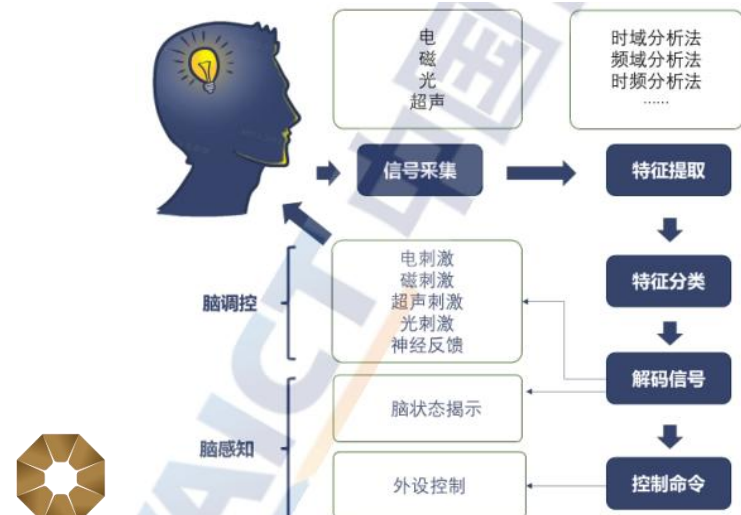 电
磁
光
超声
时域分析法
频域分析法
时频分析法
……
信号采集
特征提取
电刺激
磁刺激
超声刺激
光刺激
神经反馈
脑调控
特征分类
解码信号
脑状态揭示
脑感知
外设控制
控制命令